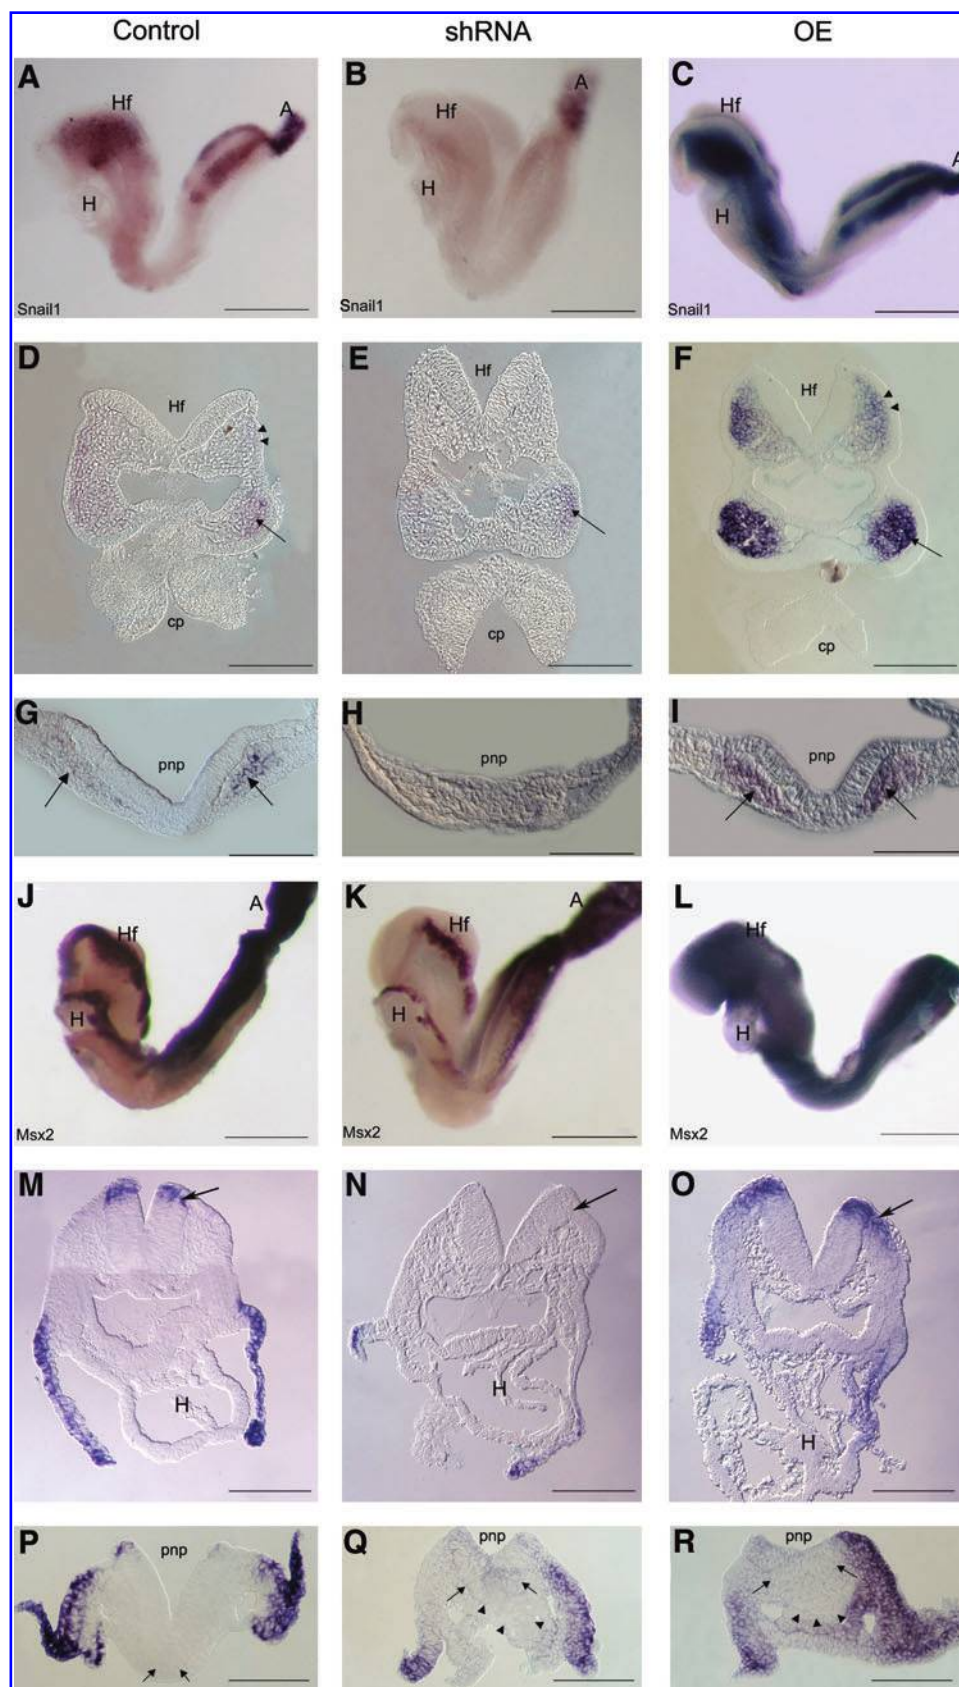 Control shRNA OE
A Hf A H Snail1
B Hf A H Snail1
C Hf A H Snail1
D Hf cp
E Hf cp
F Hf cp
G pnp
H pnp
I pnp
J Hf A H Msx2
K Hf A H Msx2
L Hf H Msx2
M H
N H
O H
P pnp
Q pnp
R pnp